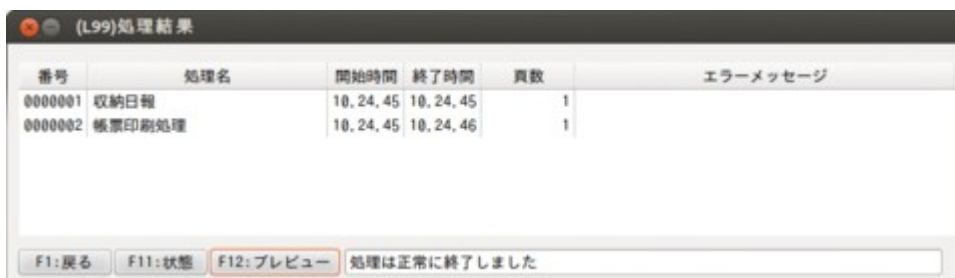 (L99)処理結果
番号 処理名 開始時間 終了時間 頁数 エラーメッセージ
0000001 収納日報 10,24,45 10,24,45 1
0000002 帳票印刷処理 10,24,45 10,24,46 1
F1:戻る F11:状態 F12:プレビュー 処理は正常に終了しました